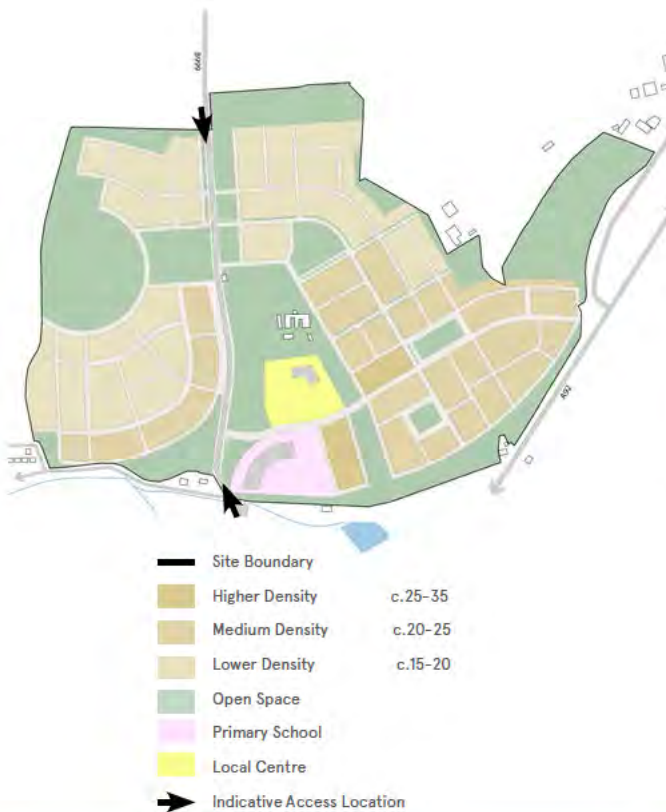 B999
A92
Site Boundary
Higher Density c.25-35
Medium Density c.20-25
Lower Density c.15-20
Open Space
Primary School
Local Centre
Indicative Access Location